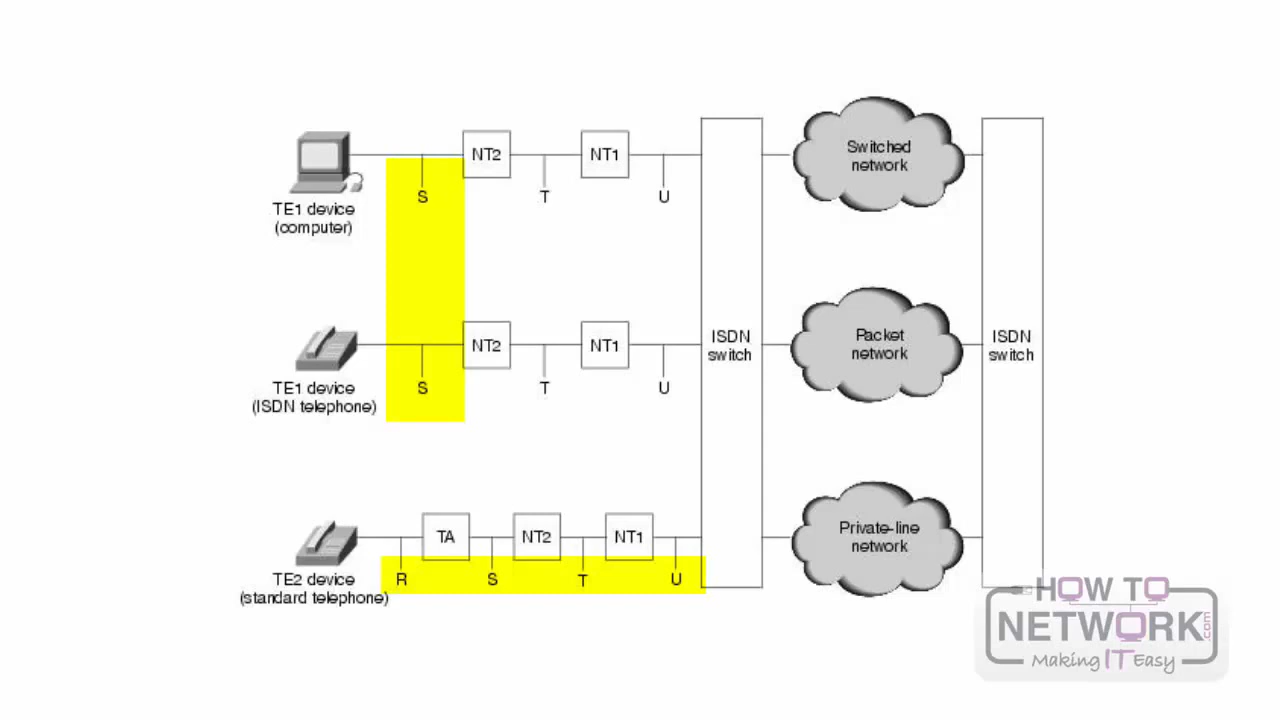 NT2
NT1
Switched
network
S
T
U
TE1 device
(computer)
NT2
NT1
ISDN
switch
Packet
network
ISDN
switch
S
T
U
TE1 device
(ISDN telephone)
TA
NT2
NT1
Private-line
network
R
S
T
U
TE2 device
(standard telephone)
HOW TO
NETWORK.com
Making IT Easy